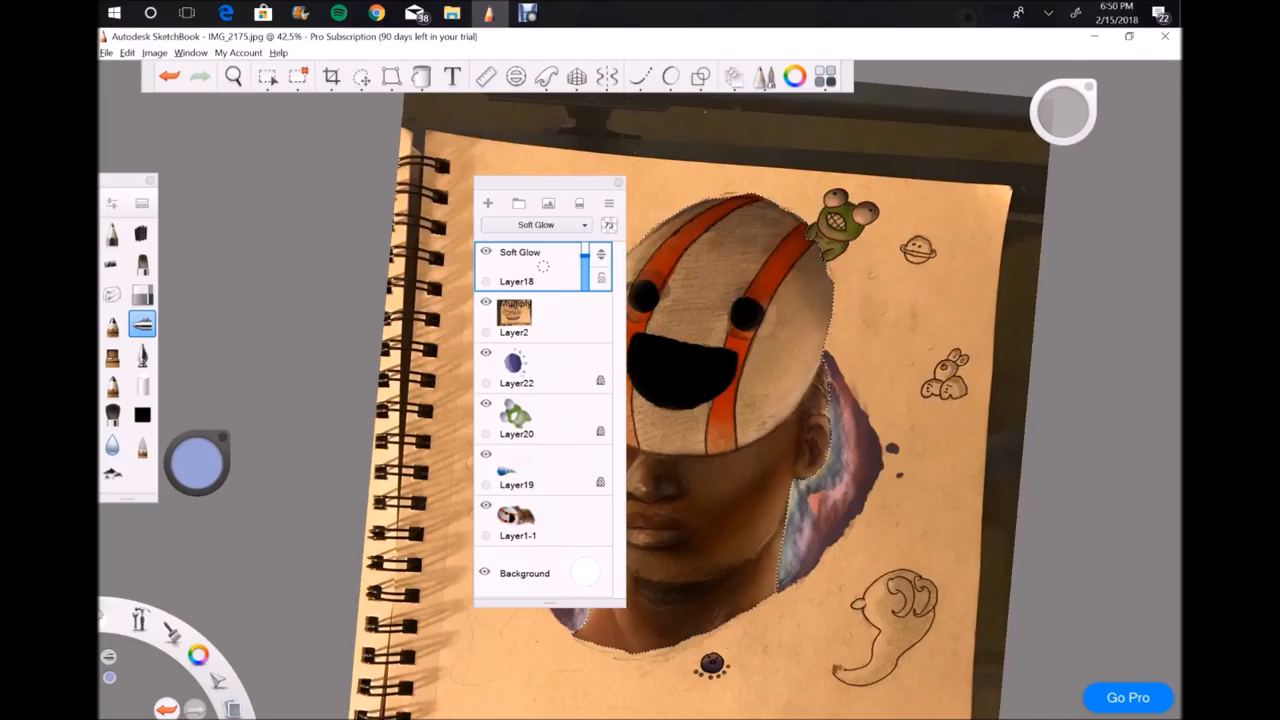 38
6:50 PM
2/15/2018
22
Autodesk SketchBook - IMG_2175.jpg @ 42.5% - Pro Subscription (90 days left in your trial)
File Edit Image Window My Account Help
T
Soft Glow
73
Soft Glow
Layer18
Multiply
Layer2
Layer22
Layer20
Layer19
Layer1-1
Background
Go Pro